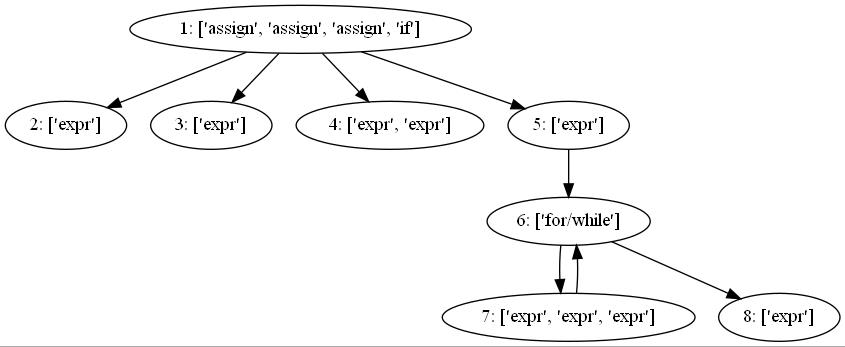 1: ['assign', 'assign', 'assign', 'if']
2: ['expr']
3: ['expr']
4: ['expr', 'expr']
5: ['expr']
6: ['for/while']
7: ['expr', 'expr', 'expr']
8: ['expr']